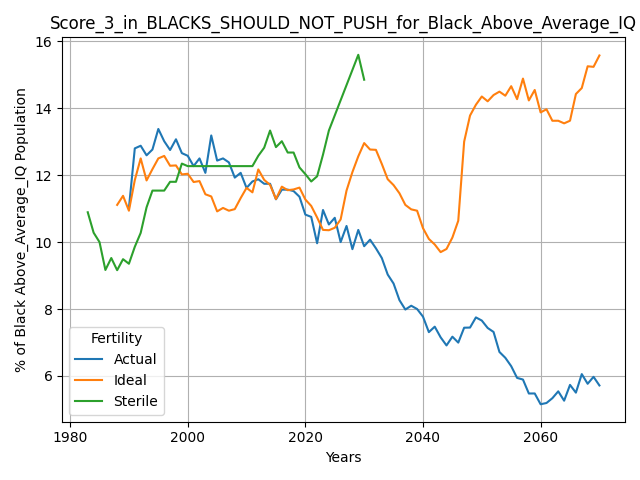 Score_3_in_BLACKS_SHOULD_NOT_PUSH_for_Black_Above_Average_IQ
16
14
12
10
8
6
% of Black Above_Average_IQ Population
Fertility
Actual
Ideal
Sterile
1980
2000
2020
2040
2060
Years